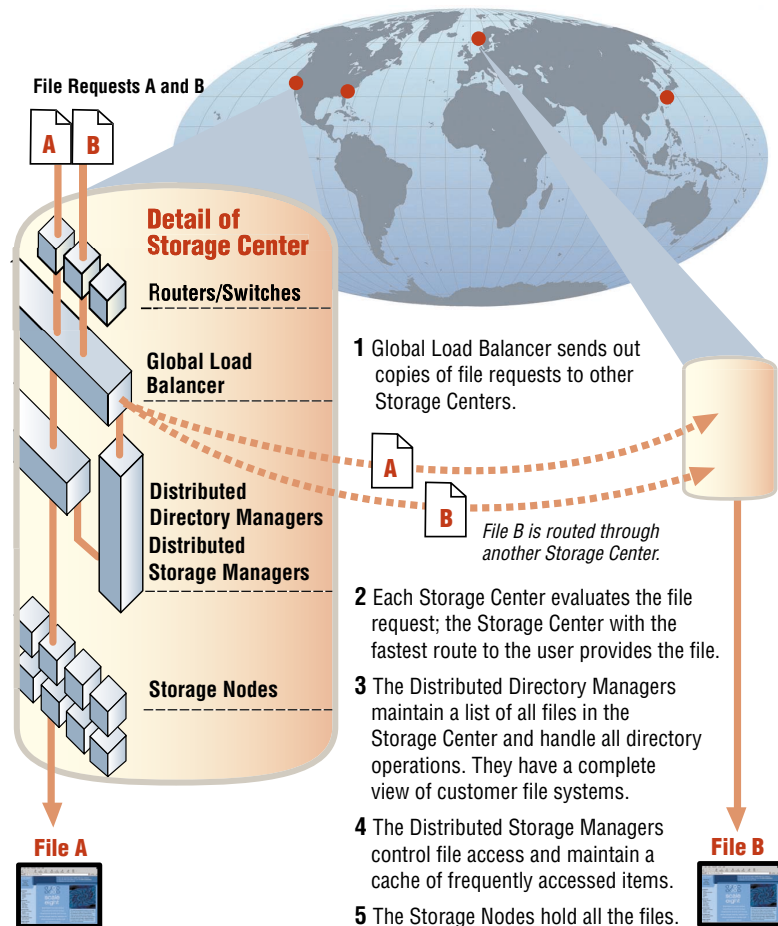 File Requests A and B
A
B
Detail of
Storage Center
Routers/Switches
Global Load
Balancer
Distributed
Directory Managers
Distributed
Storage Managers
Storage Nodes
File A
1 Global Load Balancer sends out
copies of file requests to other
Storage Centers.
A
B
File B is routed through
another Storage Center.
2 Each Storage Center evaluates the file
request; the Storage Center with the
fastest route to the user provides the file.
3 The Distributed Directory Managers
maintain a list of all files in the
Storage Center and handle all directory
operations. They have a complete
view of customer file systems.
4 The Distributed Storage Managers
control file access and maintain a
cache of frequently accessed items.
5 The Storage Nodes hold all the files.
File B
scale
eight